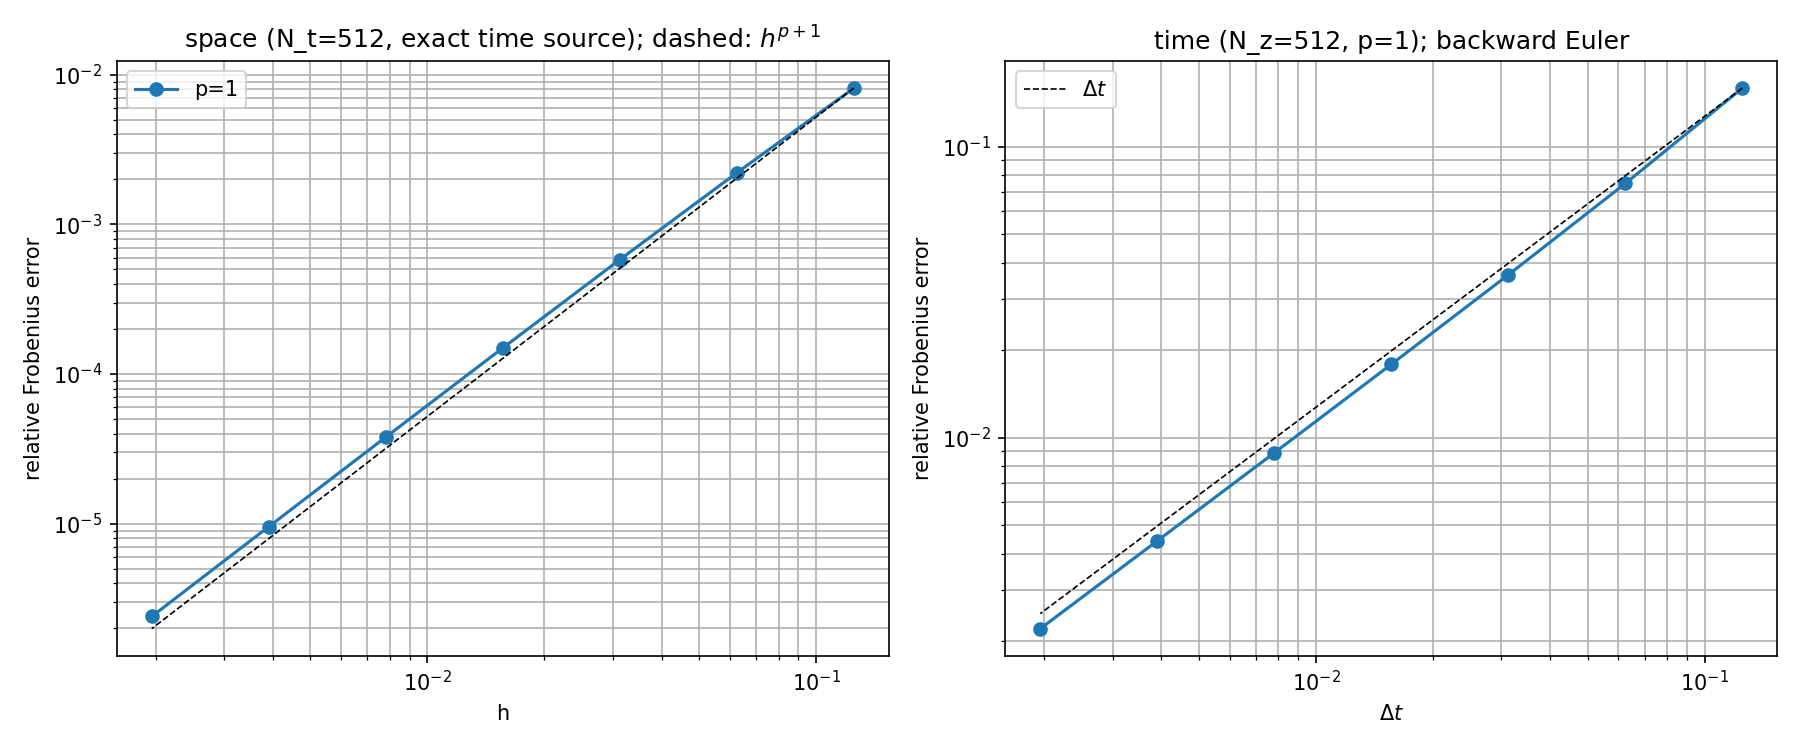 space (N_t=512, exact time source); dashed: $h^{p+1}$
p=1
relative Frobenius error
10⁻²
10⁻³
10⁻⁴
10⁻⁵
10⁻²
10⁻¹
h
time (N_z=512, p=1); backward Euler
Δt
relative Frobenius error
10⁻¹
10⁻²
10⁻²
10⁻¹
Δt